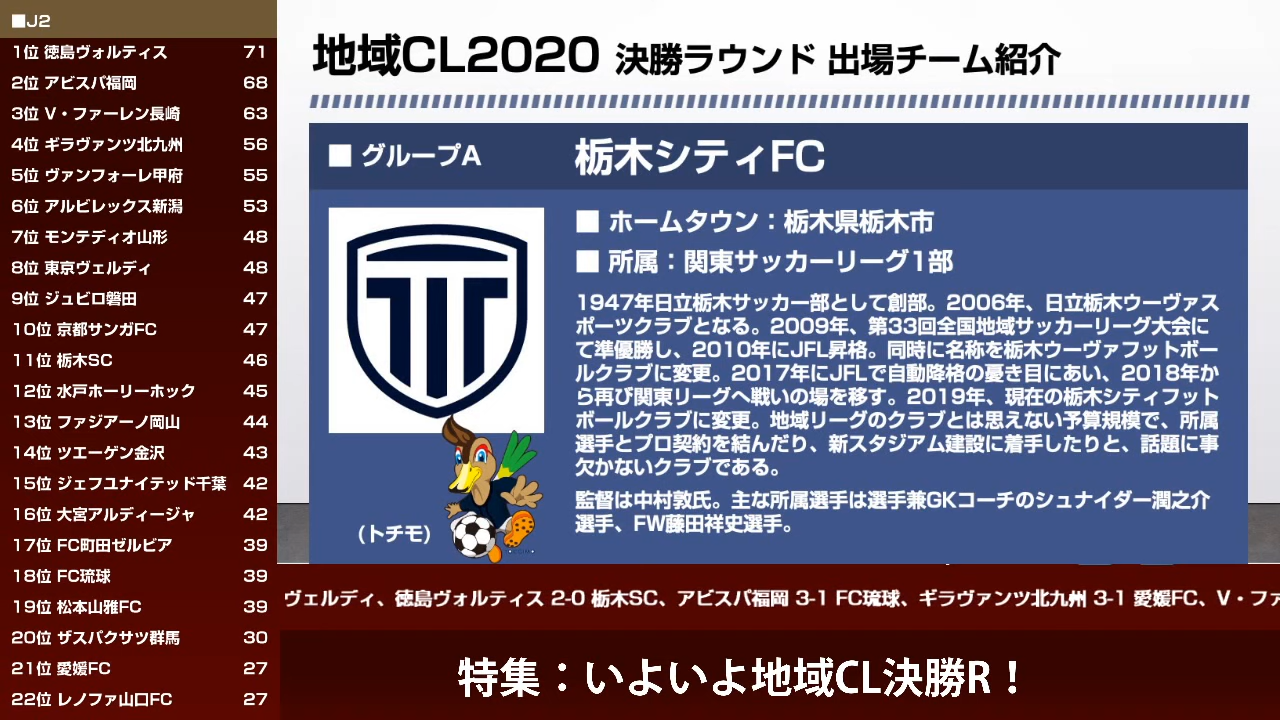 ■J2
1位 徳島ヴォルティス 71
2位 アビスパ福岡 68
3位 V・ファーレン長崎 63
4位 ギラヴァンツ北九州 56
5位 ヴァンフォーレ甲府 55
6位 アルビレックス新潟 53
7位 モンテディオ山形 48
8位 東京ヴェルディ 48
9位 ジュビロ磐田 47
10位 京都サンガFC 47
11位 栃木SC 46
12位 水戸ホーリーホック 45
13位 ファジアーノ岡山 44
14位 ツエーゲン金沢 43
15位 ジェフユナイテッド千葉 42
16位 大宮アルディージャ 42
17位 FC町田ゼルビア 39
18位 FC琉球 39
19位 松本山雅FC 39
20位 ザスパクサツ群馬 30
21位 愛媛FC 27
22位 レノファ山口FC 27
地域CL2020 決勝ラウンド 出場チーム紹介
■ グループA 栃木シティFC
■ ホームタウン：栃木県栃木市
■ 所属：関東サッカーリーグ1部
1947年日立栃木サッカー部として創部。2006年、日立栃木ウーヴァス
ポーツクラブとなる。2009年、第33回全国地域サッカーリーグ大会に
て準優勝し、2010年にJFL昇格。同時に名称を栃木ウーヴァフットボー
ルクラブに変更。2017年にJFLで自動降格の憂き目にあい、2018年か
ら再び関東リーグへ戦いの場を移す。2019年、現在の栃木シティフット
ボールクラブに変更。地域リーグのクラブとは思えない予算規模で、所属
選手とプロ契約を結んだり、新スタジアム建設に着手したりと、話題に事
欠かないクラブである。
監督は中村敦氏。主な所属選手は選手兼GKコーチのシュナイダー潤之介
選手、FW藤田祥史選手。
(トチモ)
ヴェルディ、徳島ヴォルティス 2-0 栃木SC、アビスパ福岡 3-1 FC琉球、ギラヴァンツ北九州 3-1 愛媛FC、V・ファ
特集：いよいよ地域CL決勝R！